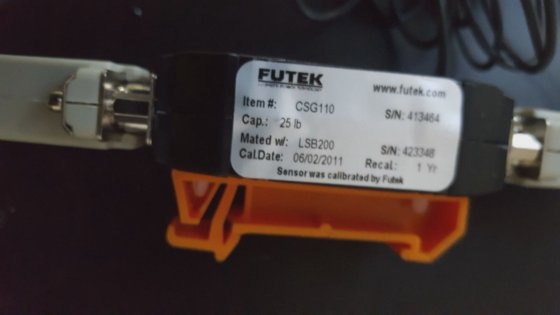 FUTEK
www.futek.com
Item #: CSG110 S/N: 413464
Cap.: 25 lb
Mated w/: LSB200 S/N: 423348
Cal.Date: 06/02/2011 Recal.: 1 Yr
Sensor was calibrated by Futek